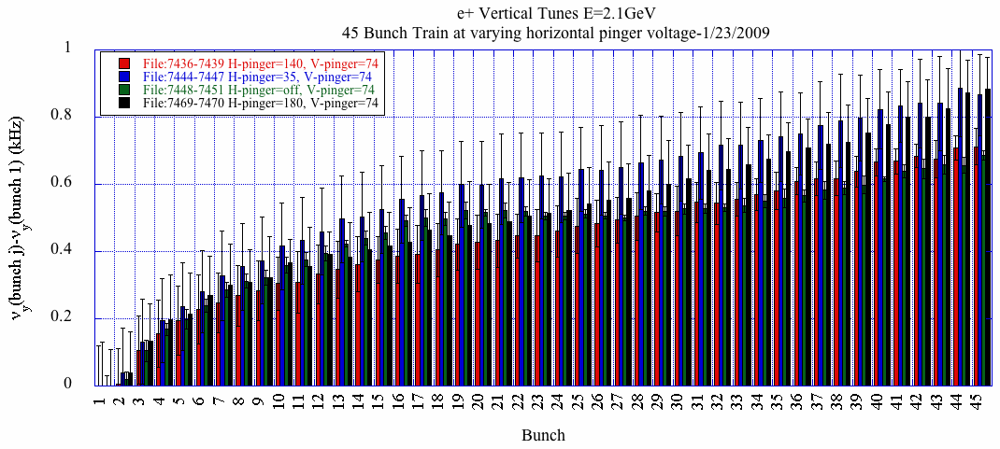 e+ Vertical Tunes E=2.1GeV
45 Bunch Train at varying horizontal pinger voltage-1/23/2009
File:7436-7439 H-pinger=140, V-pinger=74
File:7444-7447 H-pinger=35, V-pinger=74
File:7448-7451 H-pinger=off, V-pinger=74
File:7469-7470 H-pinger=180, V-pinger=74
1
0.8
0.6
0.4
0.2
0
ν_y(bunch j)-ν_y(bunch 1) (kHz)
1 2 3 4 5 6 7 8 9 10 11 12 13 14 15 16 17 18 19 20 21 22 23 24 25 26 27 28 29 30 31 32 33 34 35 36 37 38 39 40 41 42 43 44 45
Bunch